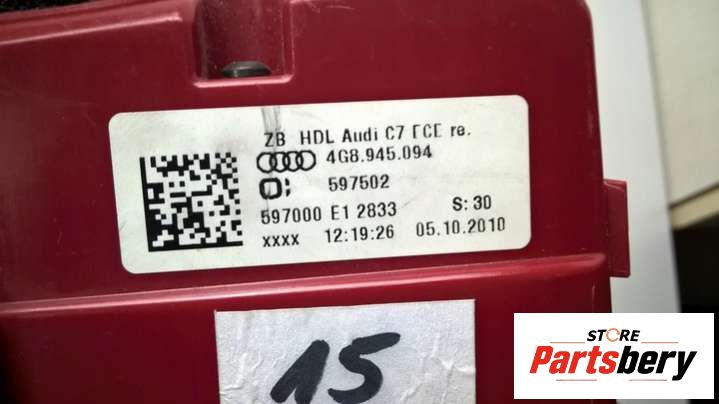 ZB HDL Audi C7 ECE re.
4G8.945.094
597502
597000 E1 2833 S: 30
xxxx 12:19:26 05.10.2010
15
STORE
Partsbery